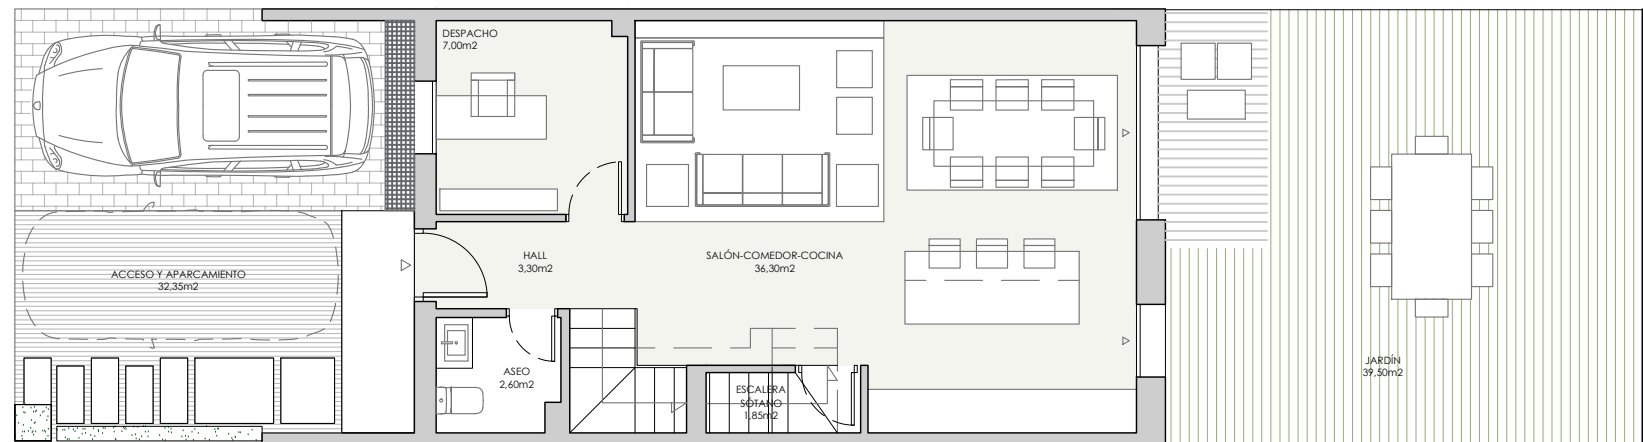 DESPACHO
7,00m2
HALL
3,30m2
SALÓN-COMEDOR-COCINA
36,30m2
ACCESO Y APARCAMIENTO
32,35m2
ASEO
2,60m2
ESCALERA
SÓTANO
1,85m2
JARDÍN
39,50m2